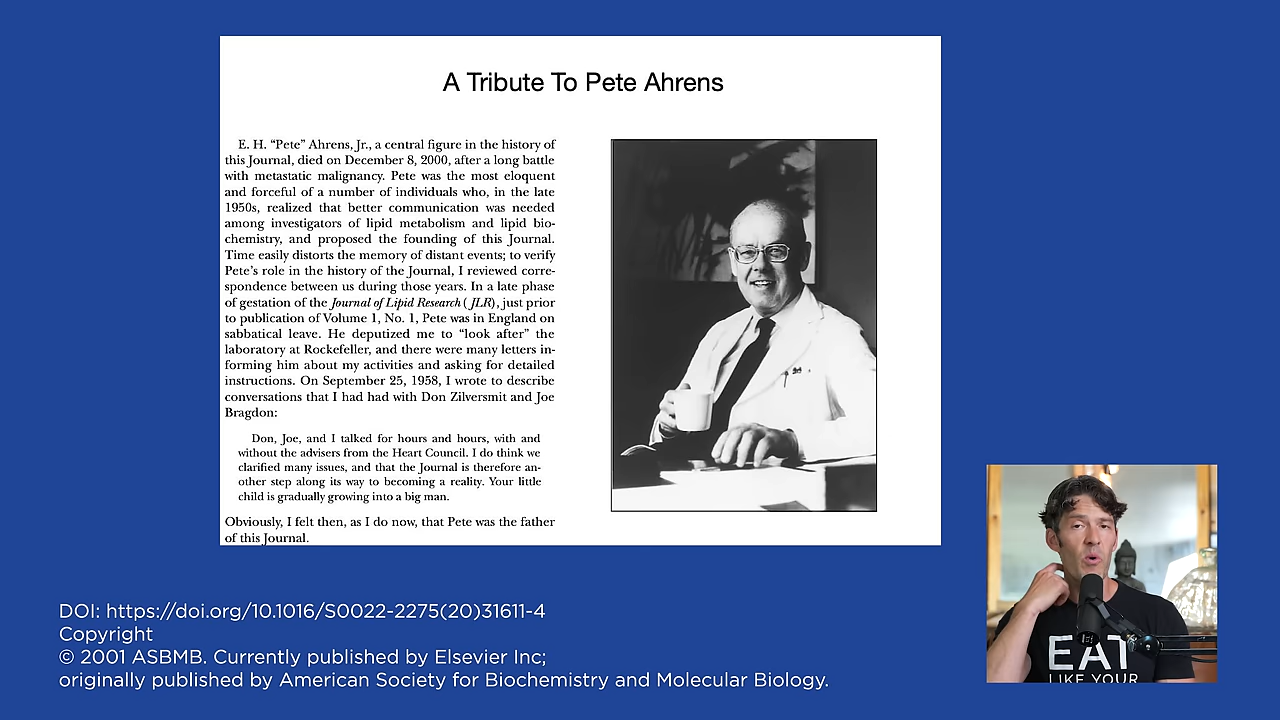 A Tribute To Pete Ahrens
E. H. “Pete” Ahrens, Jr., a central figure in the history of
this Journal, died on December 8, 2000, after a long battle
with metastatic malignancy. Pete was the most eloquent
and forceful of a number of individuals who, in the late
1950s, realized that better communication was needed
among investigators of lipid metabolism and lipid bio-
chemistry, and proposed the founding of this Journal.
Time easily distorts the memory of distant events; to verify
Pete’s role in the history of the Journal, I reviewed corre-
spondence between us during those years. In a late phase
of gestation of the Journal of Lipid Research (JLR), just prior
to publication of Volume 1, No. 1, Pete was in England on
sabbatical leave. He deputized me to “look after” the
laboratory at Rockefeller, and there were many letters in-
forming him about my activities and asking for detailed
instructions. On September 25, 1958, I wrote to describe
conversations that I had had with Don Zilversmit and Joe
Bragdon:
Don, Joe, and I talked for hours and hours, with and
without the advisers from the Heart Council. I do think we
clarified many issues, and that the Journal is therefore an-
other step along its way to becoming a reality. Your little
child is gradually growing into a big man.
Obviously, I felt then, as I do now, that Pete was the father
of this Journal.
DOI: https://doi.org/10.1016/S0022-2275(20)31611-4
Copyright
© 2001 ASBMB. Currently published by Elsevier Inc;
originally published by American Society for Biochemistry and Molecular Biology.
EAT
LIKE YOUR